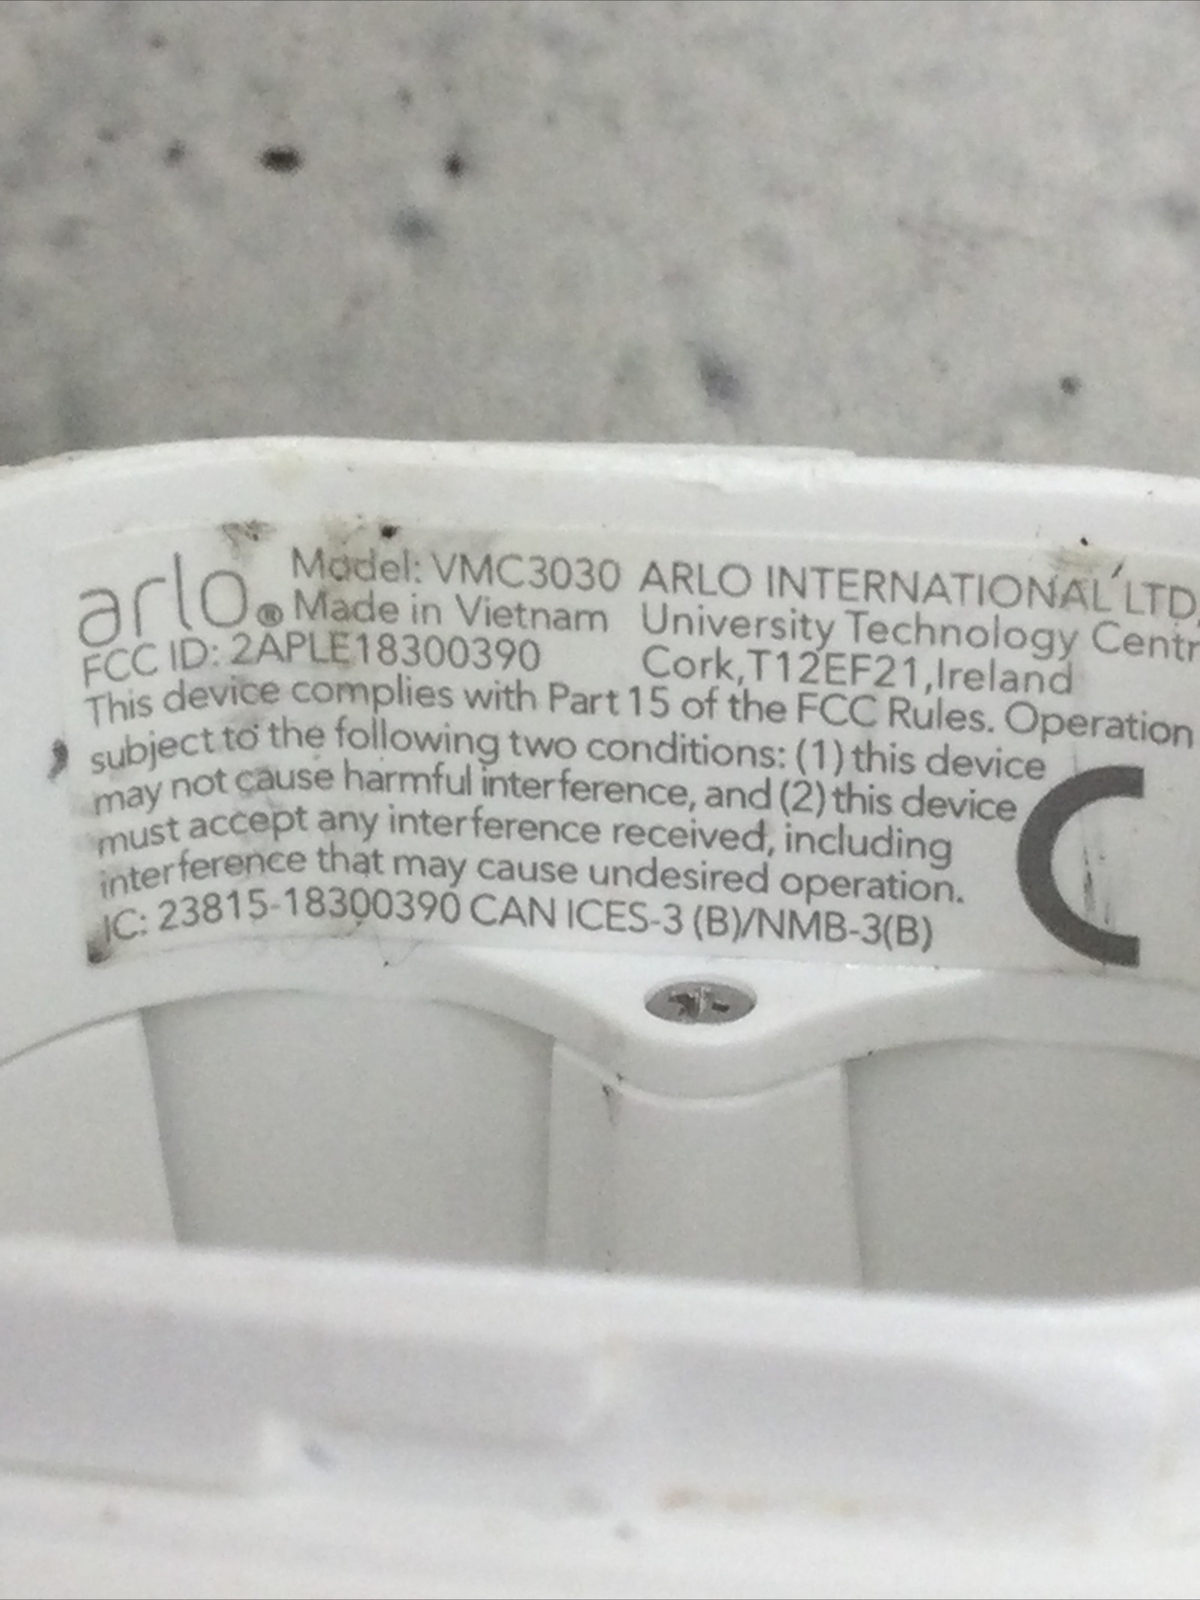 arlo® Model: VMC3030 ARLO INTERNATIONAL LTD,
Made in Vietnam University Technology Centr
FCC ID: 2APLE18300390 Cork,T12EF21,Ireland
This device complies with Part 15 of the FCC Rules. Operation
subject to the following two conditions: (1) this device
may not cause harmful interference, and (2) this device
must accept any interference received, including
interference that may cause undesired operation.
IC: 23815-18300390 CAN ICES-3 (B)/NMB-3(B)